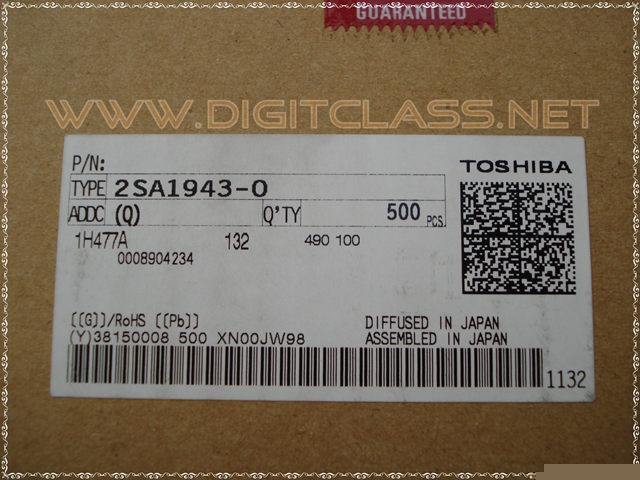 GUARANTEED
WWW.DIGITCLASS.NET
P/N:
TOSHIBA
TYPE 2SA1943-O
ADDC (Q) Q'TY 500 PCS.
1H477A 132 490 100
0008904234
[[G]]/RoHS [[Pb]] DIFFUSED IN JAPAN
(Y)38150008 500 XN00JW98 ASSEMBLED IN JAPAN
1132